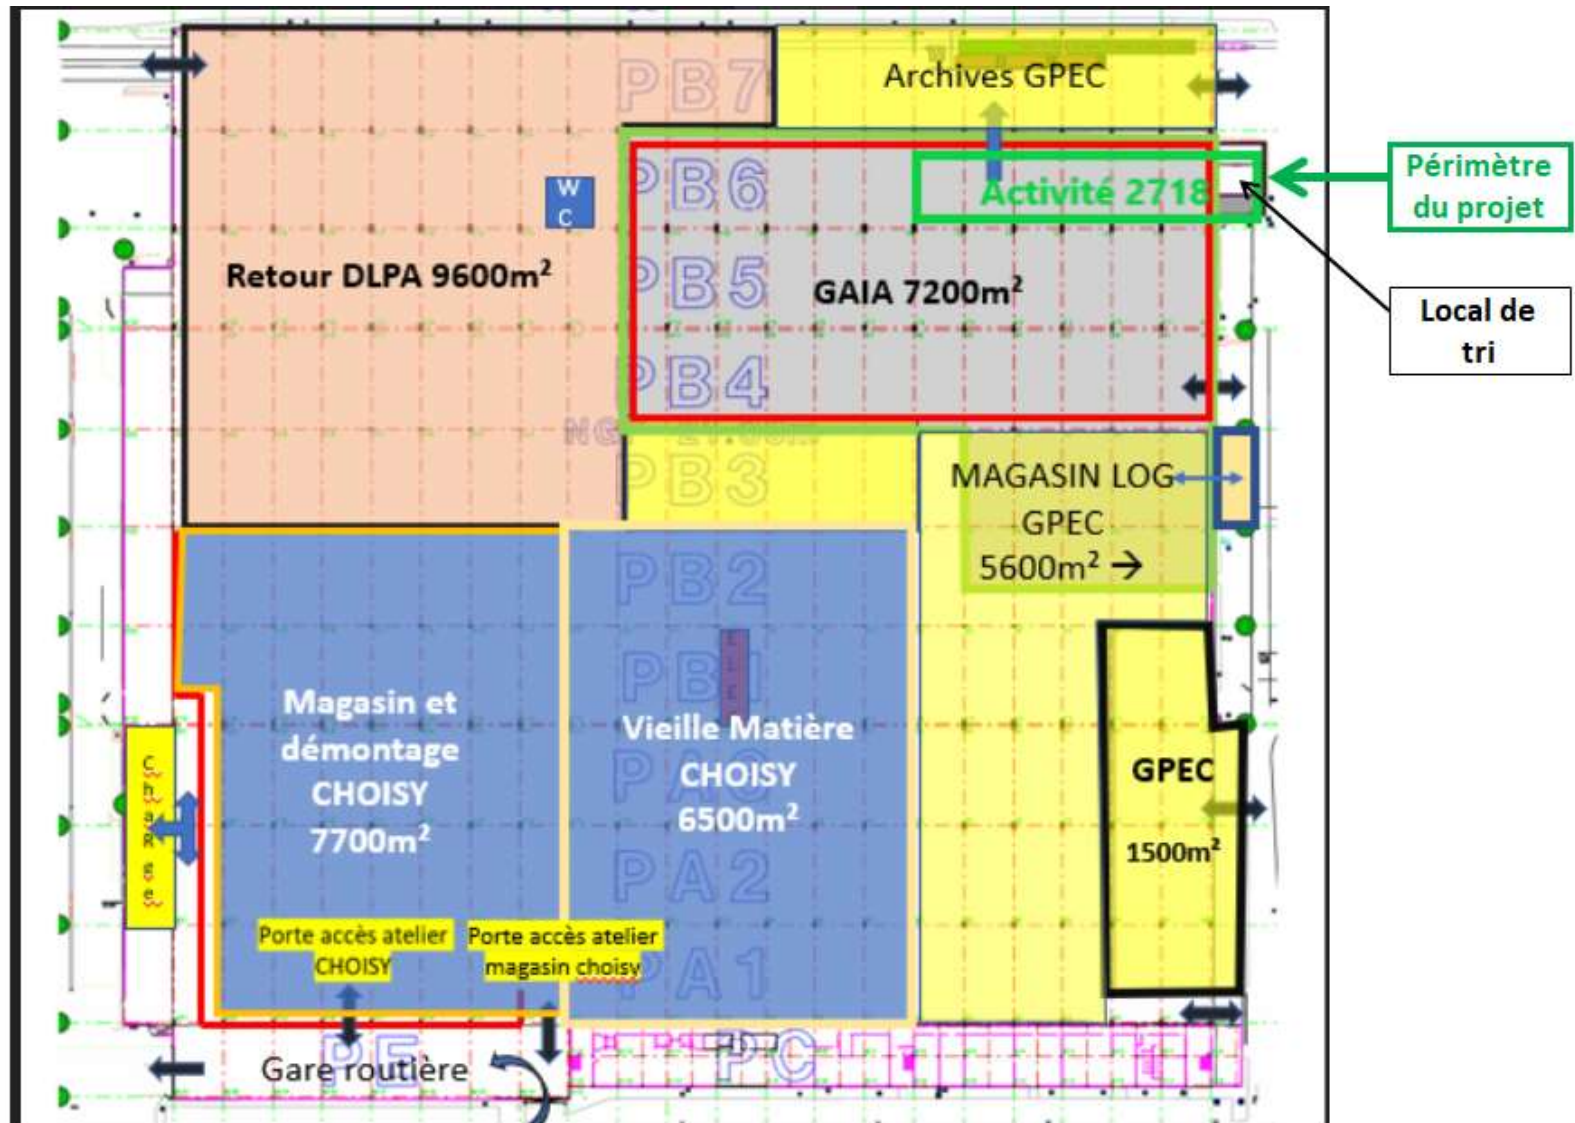 PB7
Archives GPEC
W
C
PB6
Activité 2718
Périmètre
du projet
Retour DLPA 9600m²
PB5
GAIA 7200m²
Local de
tri
PB4
PB3
MAGASIN LOG
GPEC
5600m² →
PB2
PB1
Magasin et
démontage
CHOISY
7700m²
Vieille Matière
CHOISY
6500m²
GPEC
1500m²
PA2
Porte accès atelier
CHOISY
Porte accès atelier
magasin choisy
PA1
PE
Gare routière
PC